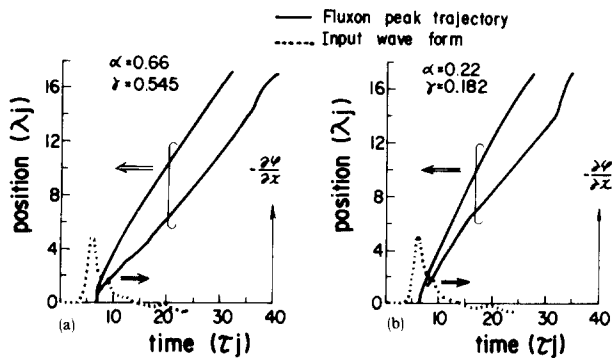 Fluxon peak trajectory
Input wave form
α=0.66
γ=0.545
16
12
8
4
0
position (λj)
-∂φ/∂x
(a)
10
20
30
40
time (τj)
α=0.22
γ=0.182
16
12
8
4
0
position (λj)
-∂φ/∂x
(b)
10
20
30
40
time (τj)